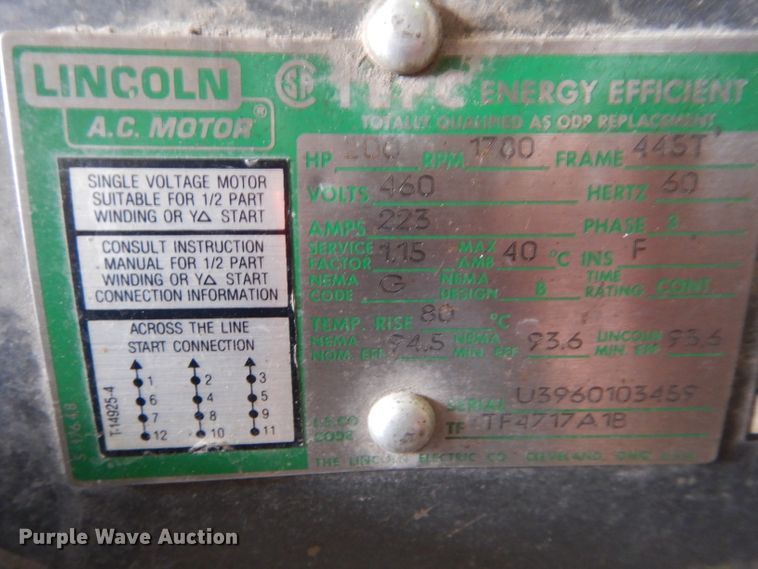 LINCOLN
A.C. MOTOR®
ENERGY EFFICIENT
TOTALLY QUALIFIED AS ODP REPLACEMENT
HP 200 RPM 1700 FRAME 445T
VOLTS 460 HERTZ 60
AMPS 223 PHASE 3
SERVICE FACTOR 1.15 MAX AMB 40 °C INS F
NEMA CODE G NEMA DESIGN B TIME RATING CONT
TEMP. RISE 80 °C
NEMA NOM. EFF 94.5 NEMA MIN. EFF 93.6 LINCOLN MIN. EFF 93.6
SERIAL U3960103459
CODE TF TF4717A1B
THE LINCOLN ELECTRIC CO. CLEVELAND, OHIO
SINGLE VOLTAGE MOTOR
SUITABLE FOR 1/2 PART
WINDING OR Y∆ START
CONSULT INSTRUCTION
MANUAL FOR 1/2 PART
WINDING OR Y∆ START
CONNECTION INFORMATION
ACROSS THE LINE
START CONNECTION
1 2 3
6 4 5
7 8 9
12 10 11
T-14925-4
Purple Wave Auction